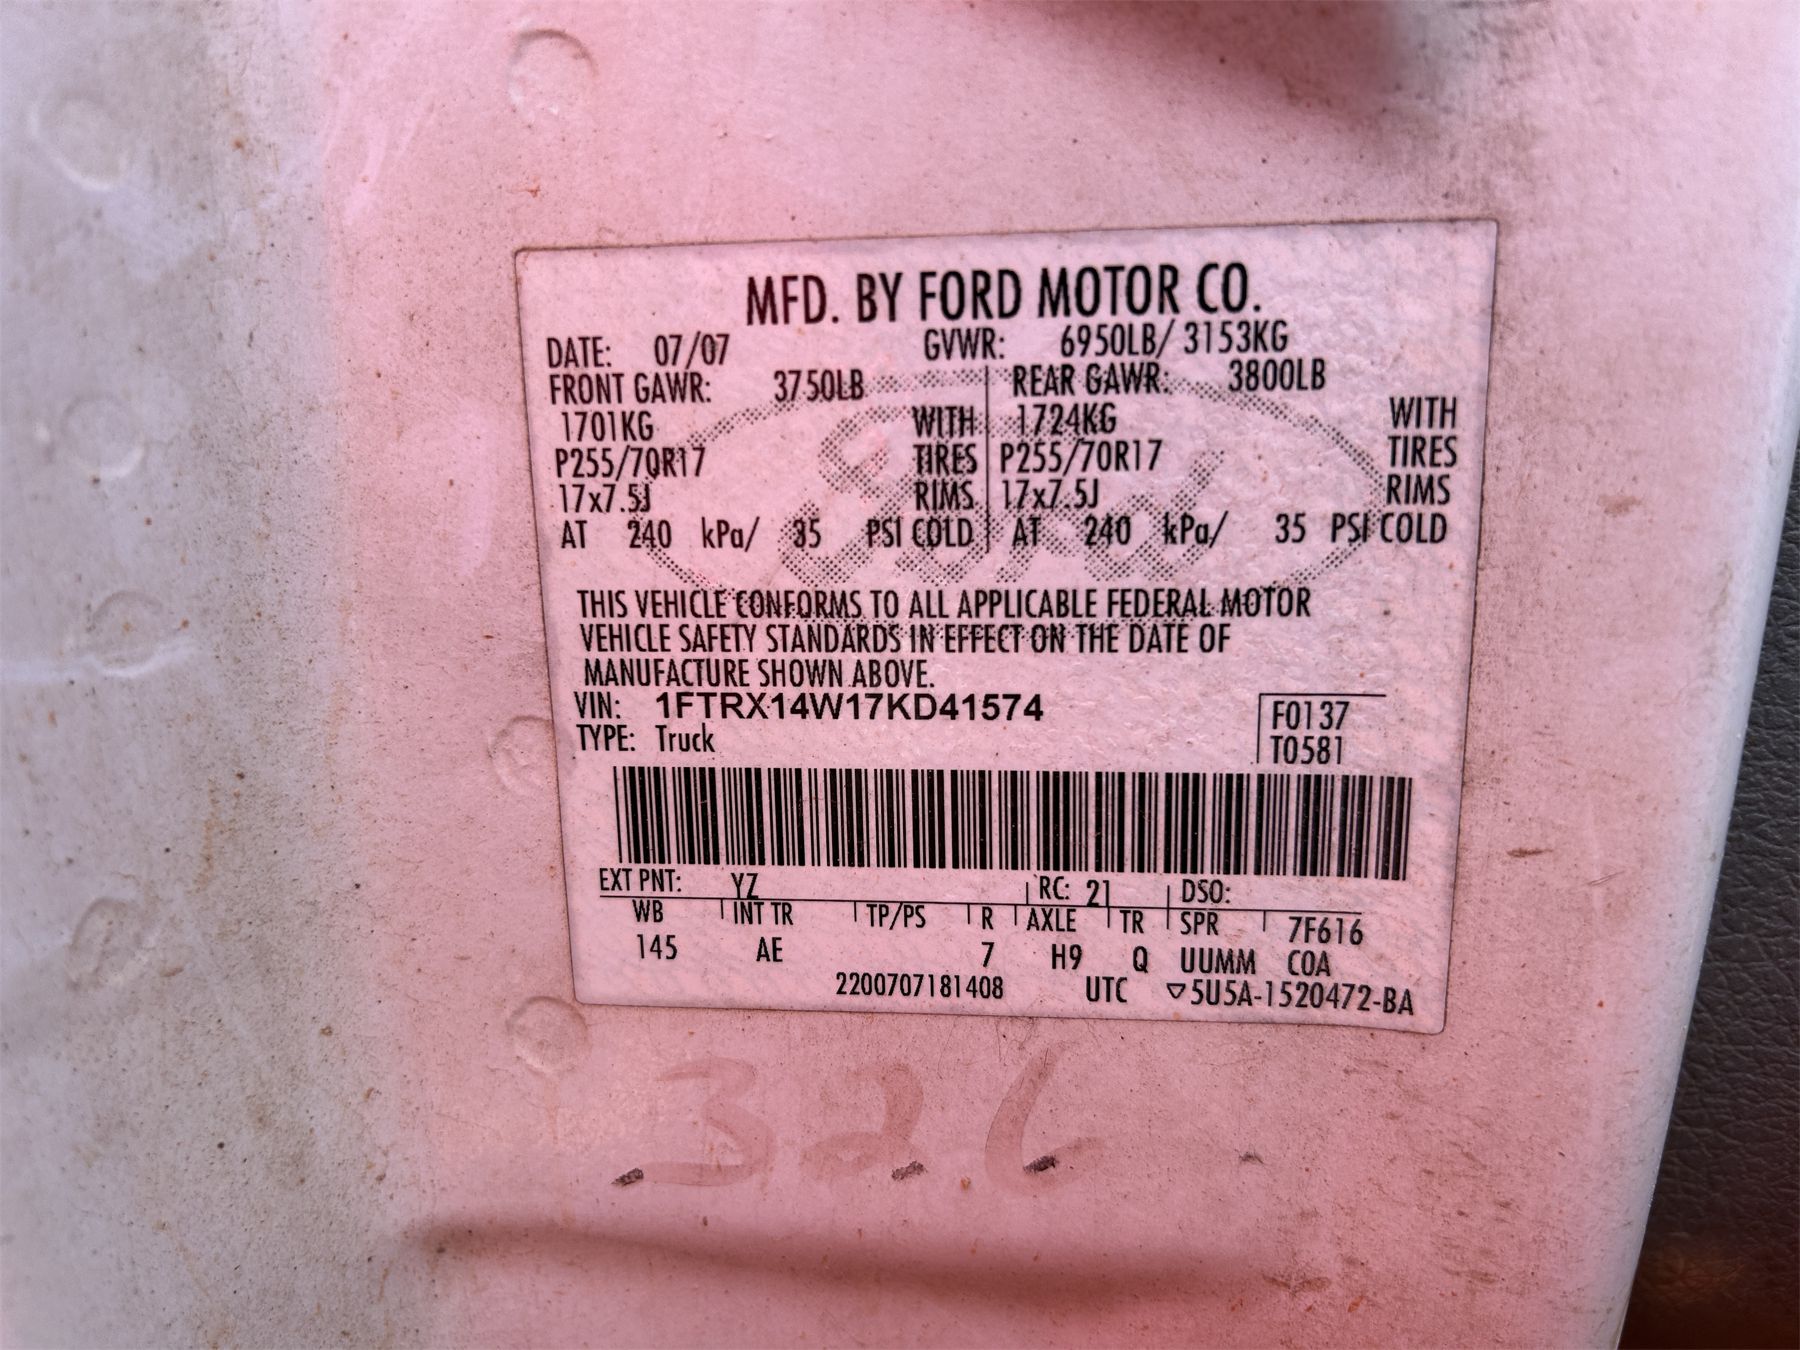 MFD. BY FORD MOTOR CO.
DATE: 07/07 GVWR: 6950LB/ 3153KG
FRONT GAWR: 3750LB REAR GAWR: 3800LB
1701KG WITH 1724KG WITH
P255/70R17 TIRES P255/70R17 TIRES
17x7.5J RIMS 17x7.5J RIMS
AT 240 kPa/ 35 PSI COLD AT 240 kPa/ 35 PSI COLD
THIS VEHICLE CONFORMS TO ALL APPLICABLE FEDERAL MOTOR
VEHICLE SAFETY STANDARDS IN EFFECT ON THE DATE OF
MANUFACTURE SHOWN ABOVE.
VIN: 1FTRX14W17KD41574 F0137
TYPE: Truck T0581
EXT PNT: YZ RC: 21 DSO:
WB INT TR TP/PS R AXLE TR SPR 7F616
145 AE 7 H9 Q UUMM COA
2200707181408 UTC ▽5U5A-1520472-BA
326